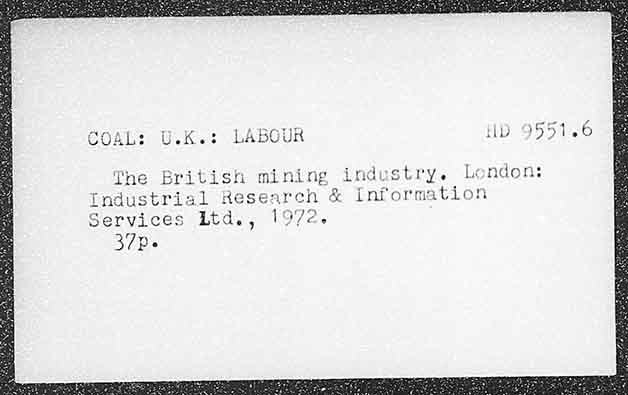 COAL: U.K.: LABOUR HD 9551.6
The British mining industry. London:
Industrial Research & Information
Services Ltd., 1972.
37p.